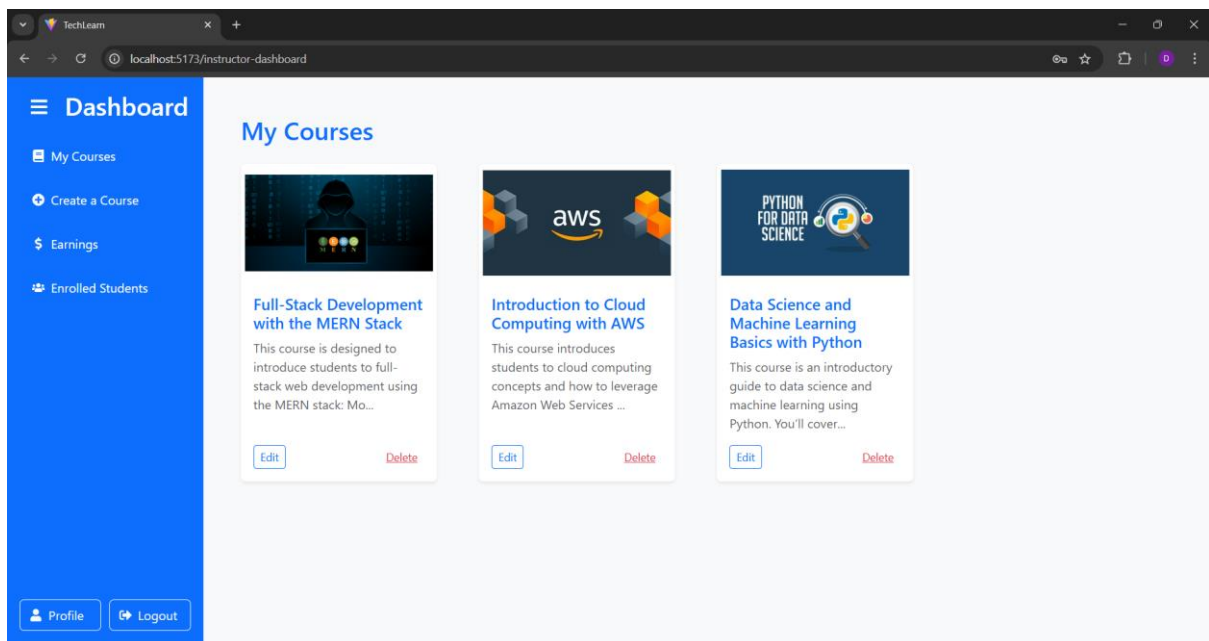 TechLearn
localhost:5173/instructor-dashboard
D
Dashboard
My Courses
Create a Course
$ Earnings
Enrolled Students
Profile
Logout
My Courses
MERN
Full-Stack Development
with the MERN Stack
This course is designed to
introduce students to full-
stack web development using
the MERN stack: Mo...
Edit
Delete
aws
Introduction to Cloud
Computing with AWS
This course introduces
students to cloud computing
concepts and how to leverage
Amazon Web Services ...
Edit
Delete
PYTHON
FOR DATA
SCIENCE
Data Science and
Machine Learning
Basics with Python
This course is an introductory
guide to data science and
machine learning using
Python. You'll cover...
Edit
Delete